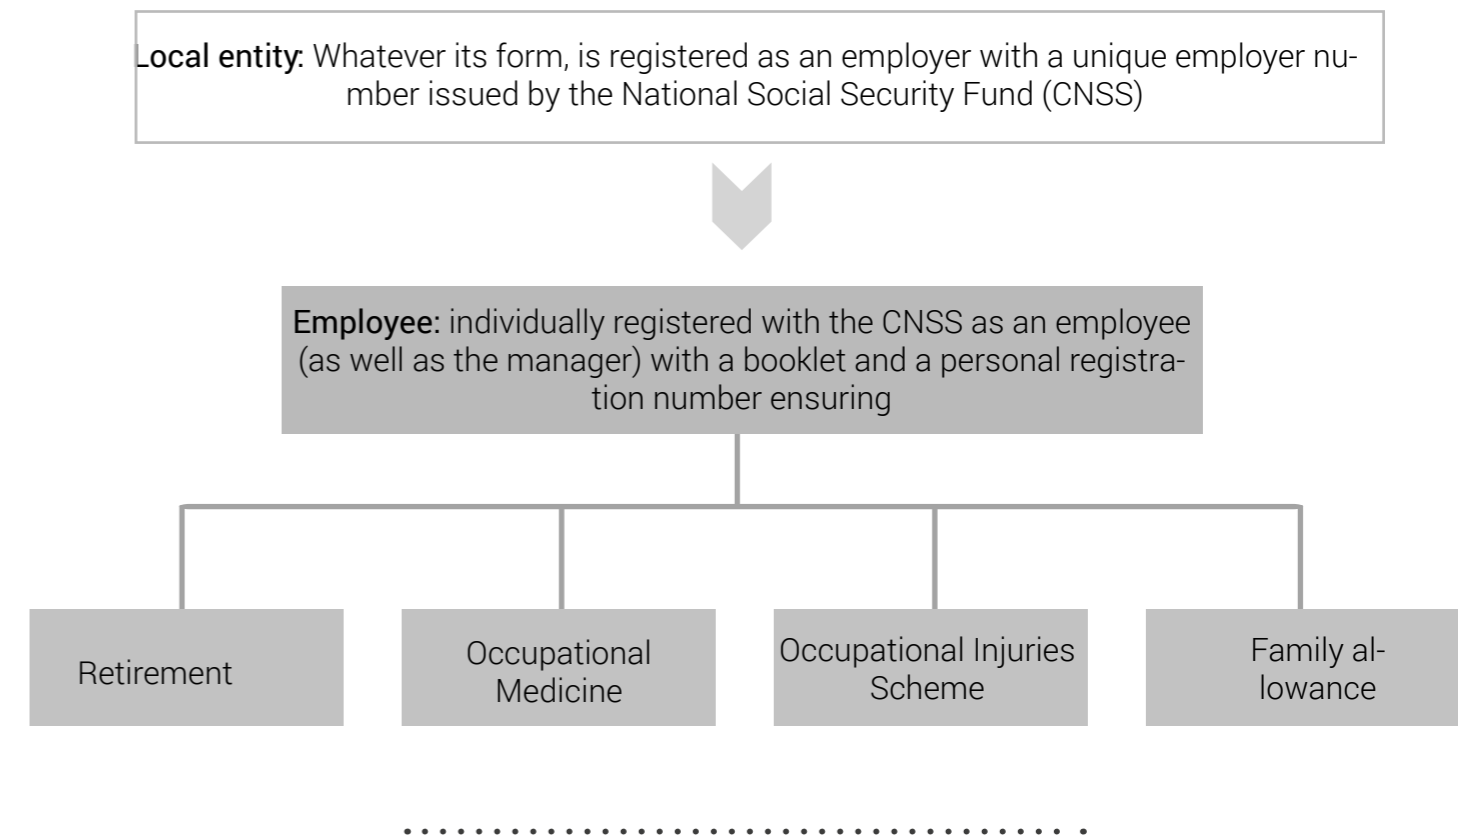 Local entity: Whatever its form, is registered as an employer with a unique employer nu-
mber issued by the National Social Security Fund (CNSS)
Employee: individually registered with the CNSS as an employee
(as well as the manager) with a booklet and a personal registra-
tion number ensuring
Retirement
Occupational
Medicine
Occupational Injuries
Scheme
Family al-
lowance